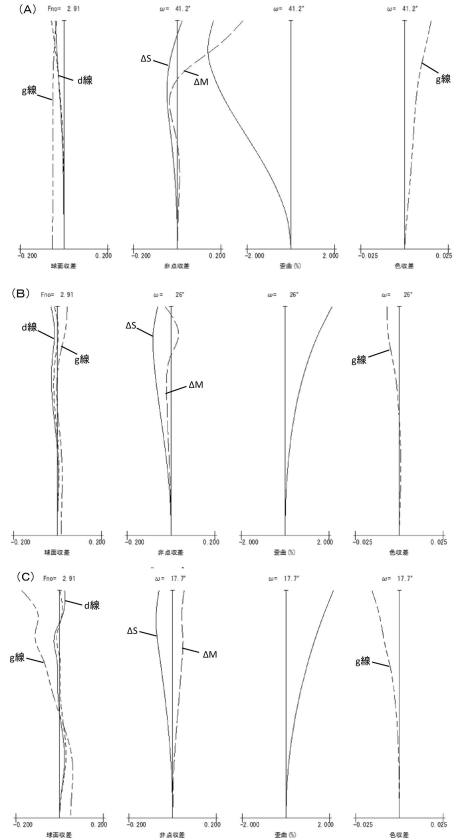 (A)
Fno= 2.91
ω= 41.2°
ω= 41.2°
ω= 41.2°
ΔS
d線
ΔM
g線
g線
-0.200
0.200
-0.200
0.200
-2.000
2.000
-0.025
0.025
球面収差
非点収差
歪曲(%)
色収差
(B)
Fno= 2.91
ω= 26°
ω= 26°
ω= 26°
d線
ΔS
g線
g線
ΔM
-0.200
0.200
-0.200
0.200
-2.000
2.000
-0.025
0.025
球面収差
非点収差
歪曲(%)
色収差
(C)
Fno= 2.91
ω= 17.7°
ω= 17.7°
ω= 17.7°
d線
ΔS
g線
ΔM
g線
-0.200
0.200
-0.200
0.200
-2.000
2.000
-0.025
0.025
球面収差
非点収差
歪曲(%)
色収差